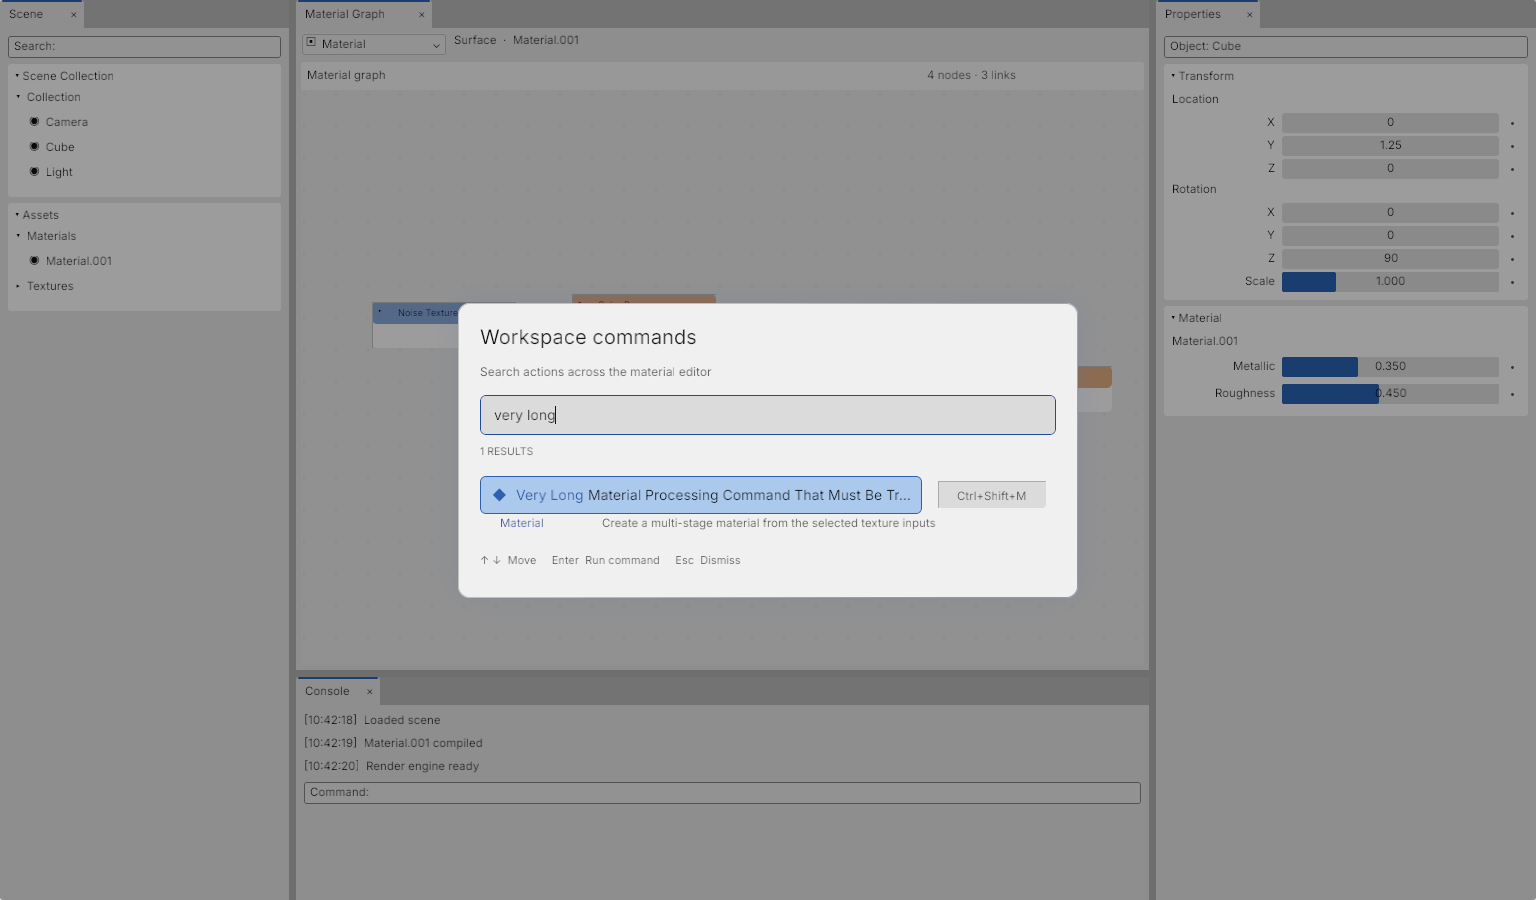 Scene ×
Search:
Scene Collection
Collection
Camera
Cube
Light
Assets
Materials
Material.001
Textures
Material Graph ×
Material
Surface · Material.001
Material graph
4 nodes · 3 links
Noise Texture
Workspace commands
Search actions across the material editor
very long
1 RESULTS
Very Long Material Processing Command That Must Be Tr...
Ctrl+Shift+M
Material
Create a multi-stage material from the selected texture inputs
↑ ↓ Move Enter Run command Esc Dismiss
Console ×
[10:42:18] Loaded scene
[10:42:19] Material.001 compiled
[10:42:20] Render engine ready
Command:
Properties ×
Object: Cube
Transform
Location
X 0
Y 1.25
Z 0
Rotation
X 0
Y 0
Z 90
Scale 1.000
Material
Material.001
Metallic 0.350
Roughness 0.450